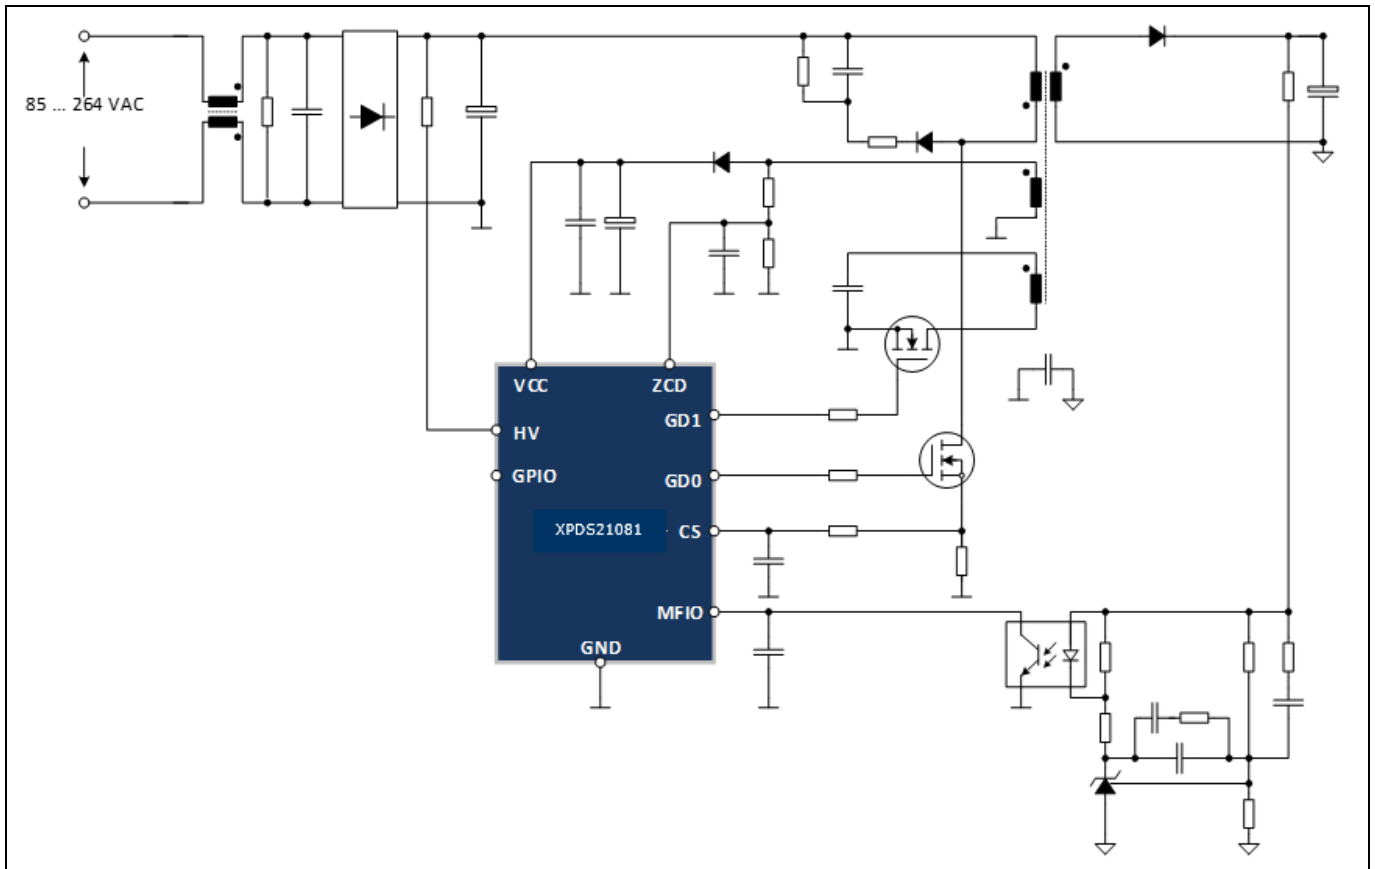 85 ... 264 VAC
VCC
ZCD
GD1
HV
GPIO
GD0
XPDS21081
CS
MFIO
GND